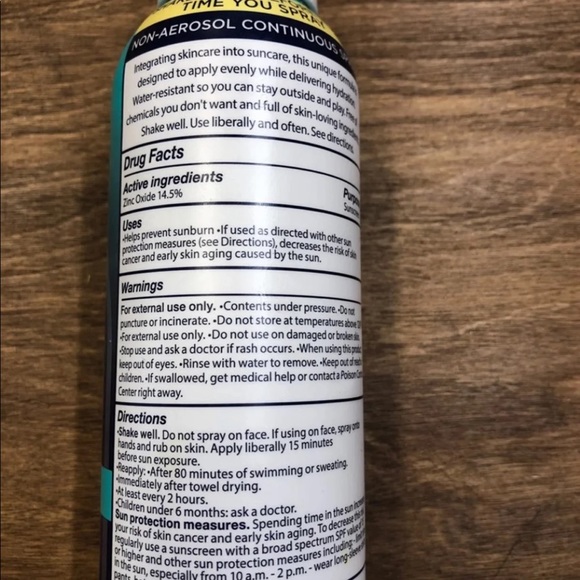 TIME YOU SPRAY
NON-AEROSOL CONTINUOUS
Integrating skincare into suncare, this unique formula
designed to apply evenly while delivering hydration.
Water-resistant so you can stay outside and play. Free of
chemicals you don't want and full of skin-loving ingredients.
Shake well. Use liberally and often. See directions.
Drug Facts
Active ingredients
Zinc Oxide 14.5%
Purpose
Sunscreen
Uses
•Helps prevent sunburn •If used as directed with other sun
protection measures (see Directions), decreases the risk of skin
cancer and early skin aging caused by the sun.
Warnings
For external use only. •Contents under pressure. •Do not
puncture or incinerate. •Do not store at temperatures above
•For external use only. •Do not use on damaged or broken skin.
•Stop use and ask a doctor if rash occurs. •When using this product
keep out of eyes. •Rinse with water to remove. •Keep out of reach
children. •If swallowed, get medical help or contact a Poison
Center right away.
Directions
•Shake well. Do not spray on face. If using on face, spray onto
hands and rub on skin. Apply liberally 15 minutes
before sun exposure.
•Reapply: •After 80 minutes of swimming or sweating.
•Immediately after towel drying.
•At least every 2 hours.
•Children under 6 months: ask a doctor.
Sun protection measures. Spending time in the sun
your risk of skin cancer and early skin aging. To decrease this
regularly use a sunscreen with a broad spectrum SPF value
or higher and other sun protection measures including:
in the sun, especially from 10 a.m. - 2 p.m. - wear long-sleeve